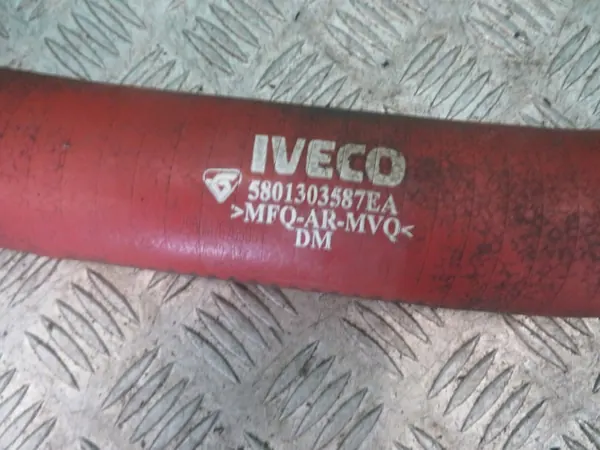 IVECO
5801303587EA
>MFQ-AR-MVQ<
DM